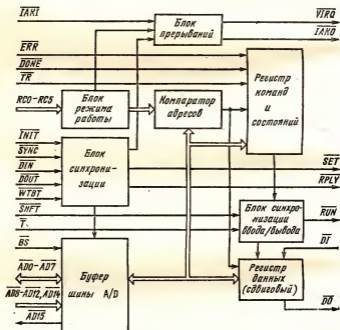 IAKI
Блок
прерываний
VIRQ
IAKO
ERR
DONE
TR
RC0-RC5
Блок
режима
работы
Компаратор
адресов
Регистр
команд
и
состояний
INIT
SYNC
DIN
DOUT
WTBT
Блок
синхрони-
зации
SET
RPLY
SHFT
T
Блок синхро-
низации
ввода/вывода
RUN
BS
DI
AD0-AD7
AD8-AD12, AD14
AD15
Буфер
шины A/D
Регистр
данных
(сдвиговый)
DO